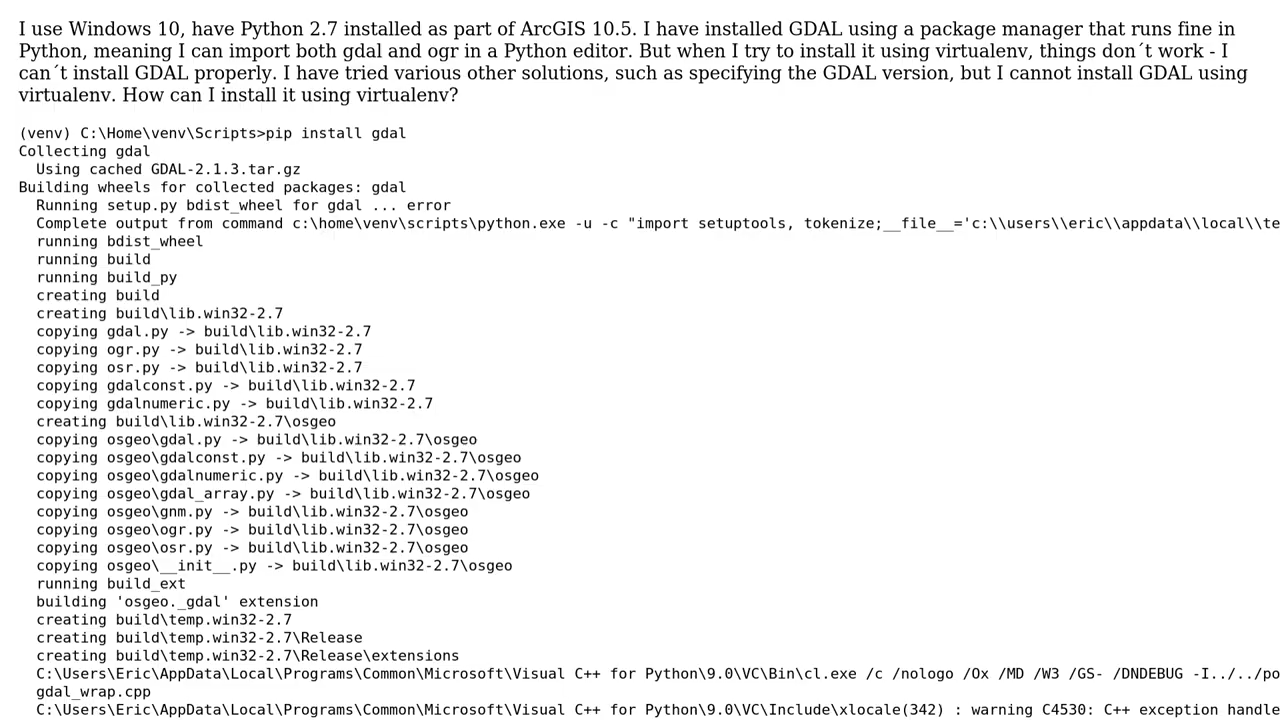 I use Windows 10, have Python 2.7 installed as part of ArcGIS 10.5. I have installed GDAL using a package manager that runs fine in
Python, meaning I can import both gdal and ogr in a Python editor. But when I try to install it using virtualenv, things don´t work - I
can´t install GDAL properly. I have tried various other solutions, such as specifying the GDAL version, but I cannot install GDAL using
virtualenv. How can I install it using virtualenv?
(venv) C:\Home\venv\Scripts>pip install gdal
Collecting gdal
  Using cached GDAL-2.1.3.tar.gz
Building wheels for collected packages: gdal
  Running setup.py bdist_wheel for gdal ... error
  Complete output from command c:\home\venv\scripts\python.exe -u -c "import setuptools, tokenize;__file__='c:\\users\\eric\\appdata\\local\\te
  running bdist_wheel
  running build
  running build_py
  creating build
  creating build\lib.win32-2.7
  copying gdal.py -> build\lib.win32-2.7
  copying ogr.py -> build\lib.win32-2.7
  copying osr.py -> build\lib.win32-2.7
  copying gdalconst.py -> build\lib.win32-2.7
  copying gdalnumeric.py -> build\lib.win32-2.7
  creating build\lib.win32-2.7\osgeo
  copying osgeo\gdal.py -> build\lib.win32-2.7\osgeo
  copying osgeo\gdalconst.py -> build\lib.win32-2.7\osgeo
  copying osgeo\gdalnumeric.py -> build\lib.win32-2.7\osgeo
  copying osgeo\gdal_array.py -> build\lib.win32-2.7\osgeo
  copying osgeo\gnm.py -> build\lib.win32-2.7\osgeo
  copying osgeo\ogr.py -> build\lib.win32-2.7\osgeo
  copying osgeo\osr.py -> build\lib.win32-2.7\osgeo
  copying osgeo\__init__.py -> build\lib.win32-2.7\osgeo
  running build_ext
  building 'osgeo._gdal' extension
  creating build\temp.win32-2.7
  creating build\temp.win32-2.7\Release
  creating build\temp.win32-2.7\Release\extensions
  C:\Users\Eric\AppData\Local\Programs\Common\Microsoft\Visual C++ for Python\9.0\VC\Bin\cl.exe /c /nologo /Ox /MD /W3 /GS- /DNDEBUG -I../../po
  gdal_wrap.cpp
  C:\Users\Eric\AppData\Local\Programs\Common\Microsoft\Visual C++ for Python\9.0\VC\Include\xlocale(342) : warning C4530: C++ exception handle